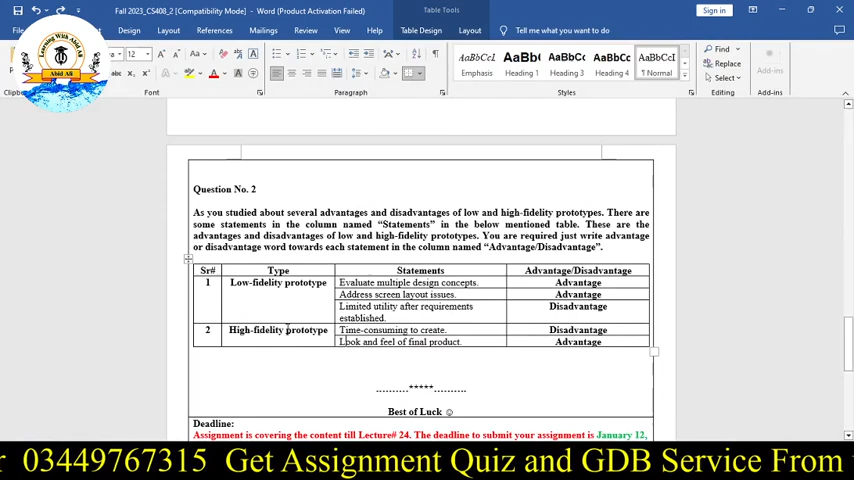 Fall 2023_CS408_2 [Compatibility Mode] - Word (Product Activation Failed)
Table Tools
Sign in
Design Layout References Mailings Review View Help Table Design Layout Tell me what you want to do
Learning With Abid Ali
Abid Ali
12
Aa
AaBbCcI AaBb( AaBbCc AaBbCc AaBbCcI
Emphasis Heading 1 Heading 3 Heading 4 ¶ Normal
Find
Replace
Select
Add-ins
Paragraph Styles Editing Add-ins
Question No. 2
As you studied about several advantages and disadvantages of low and high-fidelity prototypes. There are
some statements in the column named “Statements” in the below mentioned table. These are the
advantages and disadvantages of low and high-fidelity prototypes. You are required just write advantage
or disadvantage word towards each statement in the column named “Advantage/Disadvantage”.
Sr# Type Statements Advantage/Disadvantage
1 Low-fidelity prototype Evaluate multiple design concepts. Advantage
Address screen layout issues. Advantage
Limited utility after requirements Disadvantage
established.
2 High-fidelity prototype Time-consuming to create. Disadvantage
Look and feel of final product. Advantage
----------*****----------
Best of Luck ☺
Deadline:
Assignment is covering the content till Lecture# 24. The deadline to submit your assignment is January 12,
r 03449767315 Get Assignment Quiz and GDB Service From